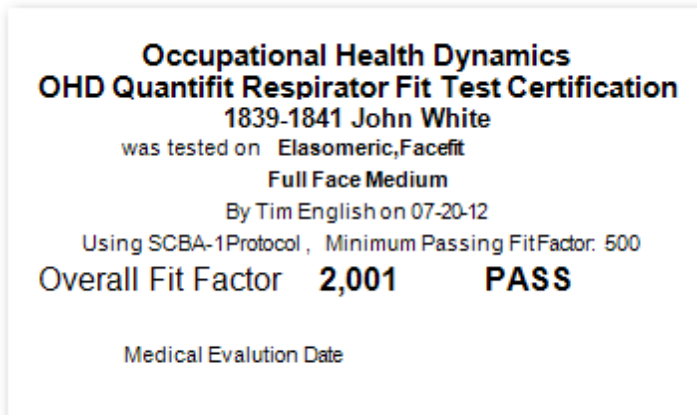 Occupational Health Dynamics
OHD Quantifit Respirator Fit Test Certification
1839-1841 John White
was tested on Elasomeric,Facefit
Full Face Medium
By Tim English on 07-20-12
Using SCBA-1Protocol , Minimum Passing FitFactor: 500
Overall Fit Factor 2,001 PASS
Medical Evalution Date